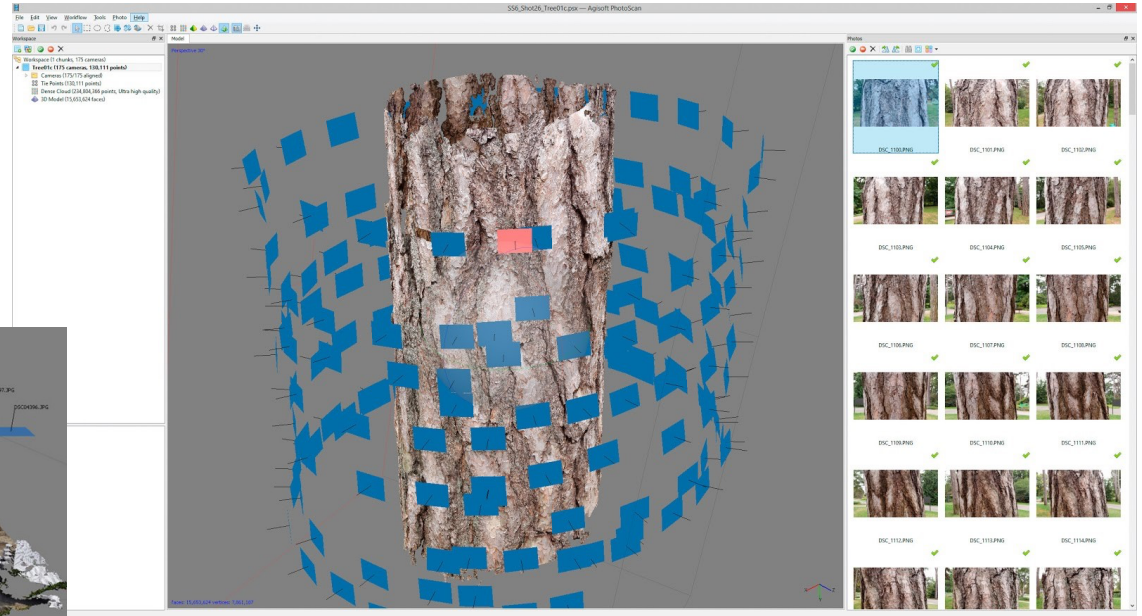 SS6_Shot26_Tree01c.psx — Agisoft PhotoScan
File Edit View Workflow Tools Photo Help
Workspace
Workspace (1 chunks, 175 cameras)
Tree01c (175 cameras, 130,111 points)
Cameras (175/175 aligned)
Tie Points (130,111 points)
Dense Cloud (234,804,366 points, Ultra high quality)
3D Model (15,653,624 faces)
Model
Perspective 30°
Photos
DSC_1100.PNG
DSC_1101.PNG
DSC_1102.PNG
DSC_1103.PNG
DSC_1104.PNG
DSC_1105.PNG
DSC_1106.PNG
DSC_1107.PNG
DSC_1108.PNG
DSC_1109.PNG
DSC_1110.PNG
DSC_1111.PNG
DSC_1112.PNG
DSC_1113.PNG
DSC_1114.PNG
DSC04396.JPG